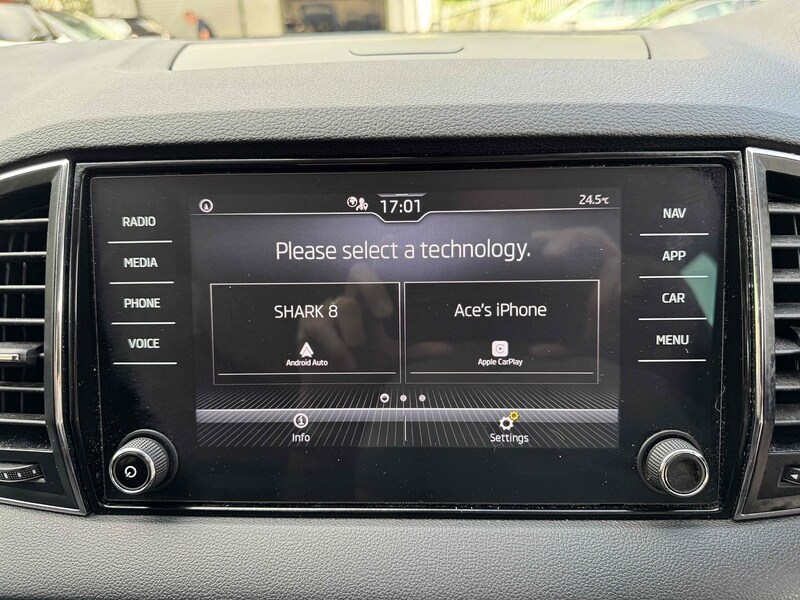 17:01
24.5°C
RADIO
MEDIA
PHONE
VOICE
Please select a technology.
SHARK 8
Android Auto
Ace's iPhone
Apple CarPlay
Info
Settings
NAV
APP
CAR
MENU